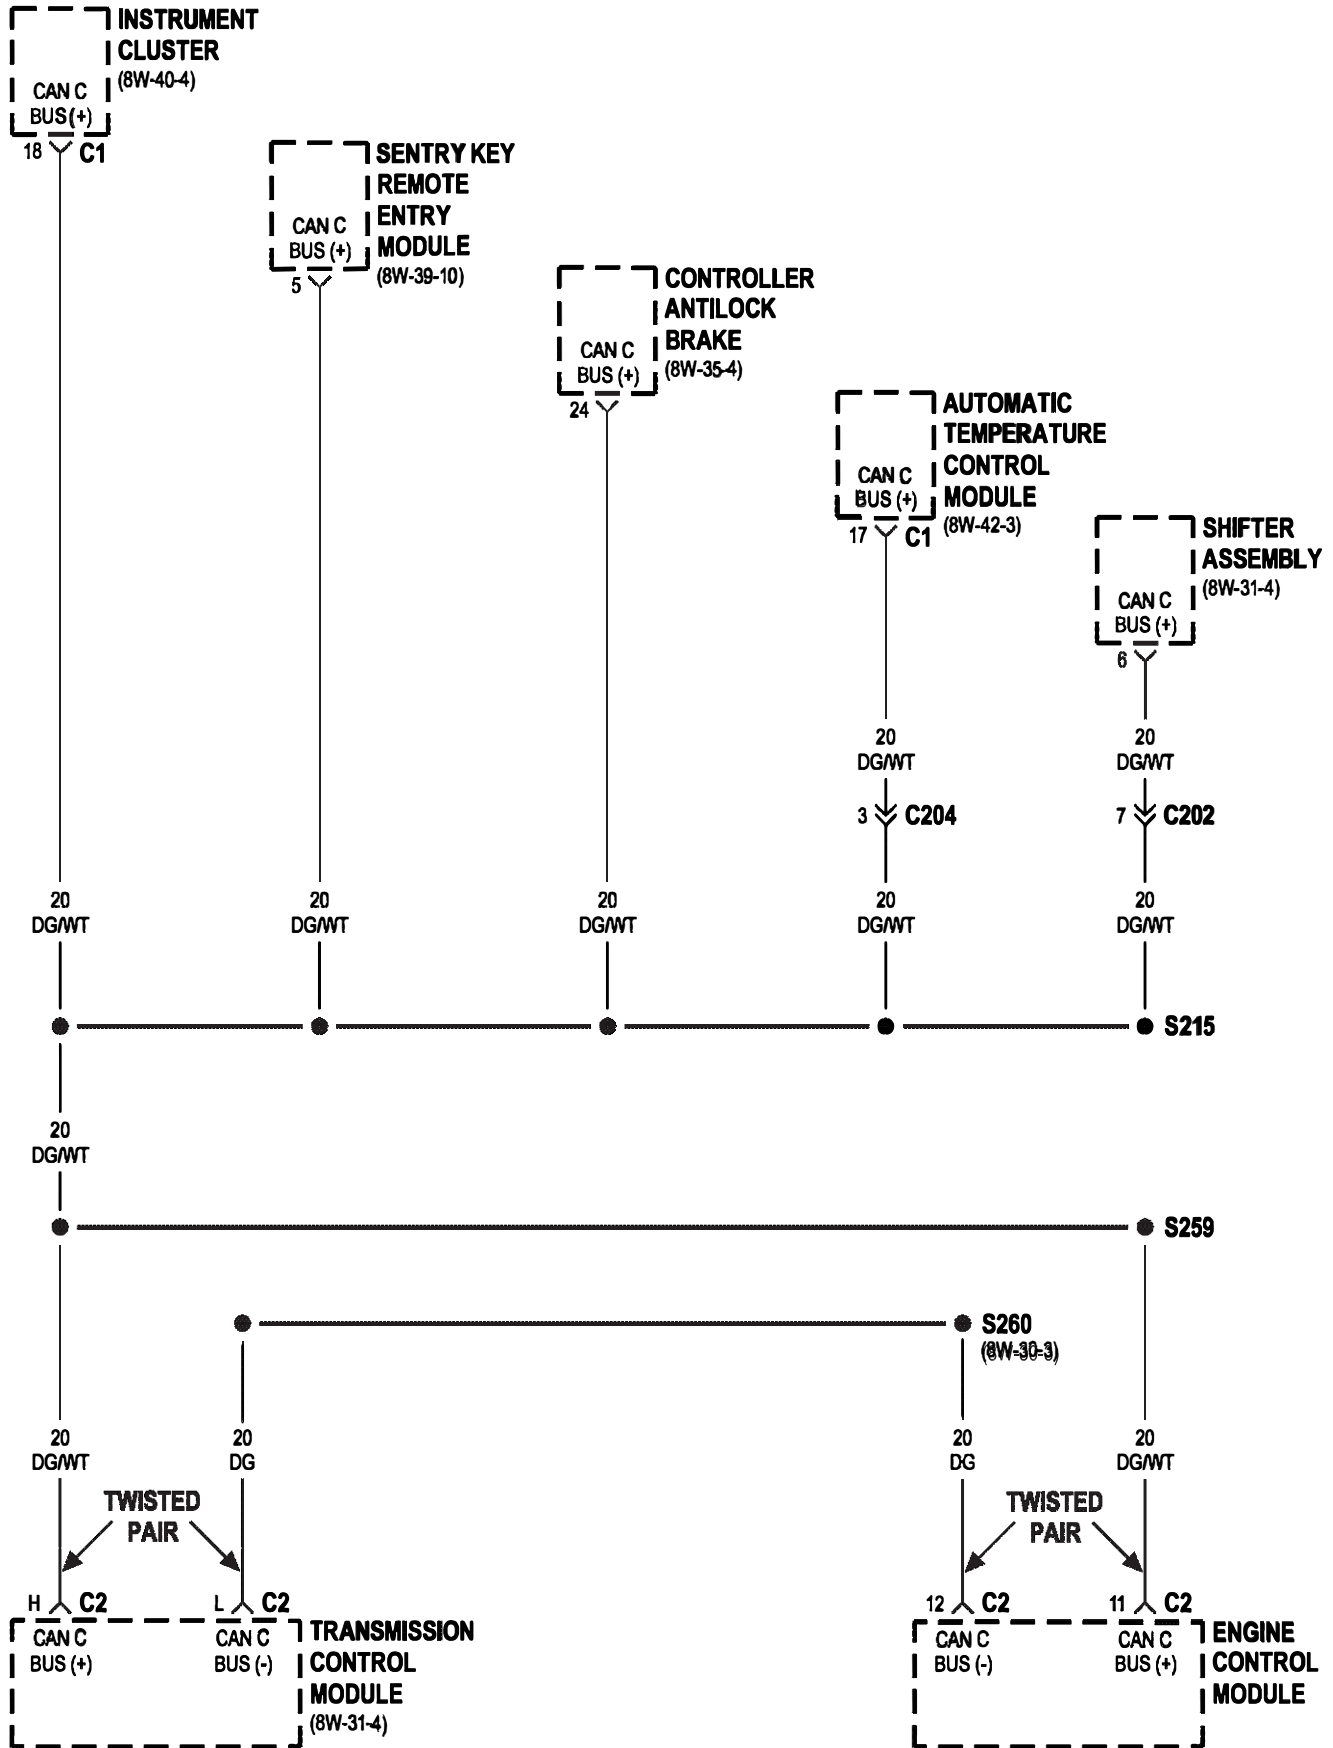 INSTRUMENT
CLUSTER
(8W-40-4)
CAN C
BUS (+)
18
C1
SENTRY KEY
REMOTE
ENTRY
MODULE
(8W-39-10)
CAN C
BUS (+)
5
CONTROLLER
ANTILOCK
BRAKE
(8W-35-4)
CAN C
BUS (+)
24
AUTOMATIC
TEMPERATURE
CONTROL
MODULE
(8W-42-3)
CAN C
BUS (+)
17
C1
SHIFTER
ASSEMBLY
(8W-31-4)
CAN C
BUS (+)
6
20
DG/WT
20
DG/WT
3
C204
7
C202
20
DG/WT
20
DG/WT
20
DG/WT
20
DG/WT
20
DG/WT
S215
20
DG/WT
S259
S260
(8W-30-3)
20
DG/WT
20
DG
20
DG
20
DG/WT
TWISTED
PAIR
TWISTED
PAIR
H
C2
L
C2
12
C2
11
C2
CAN C
BUS (+)
CAN C
BUS (-)
TRANSMISSION
CONTROL
MODULE
(8W-31-4)
CAN C
BUS (-)
CAN C
BUS (+)
ENGINE
CONTROL
MODULE